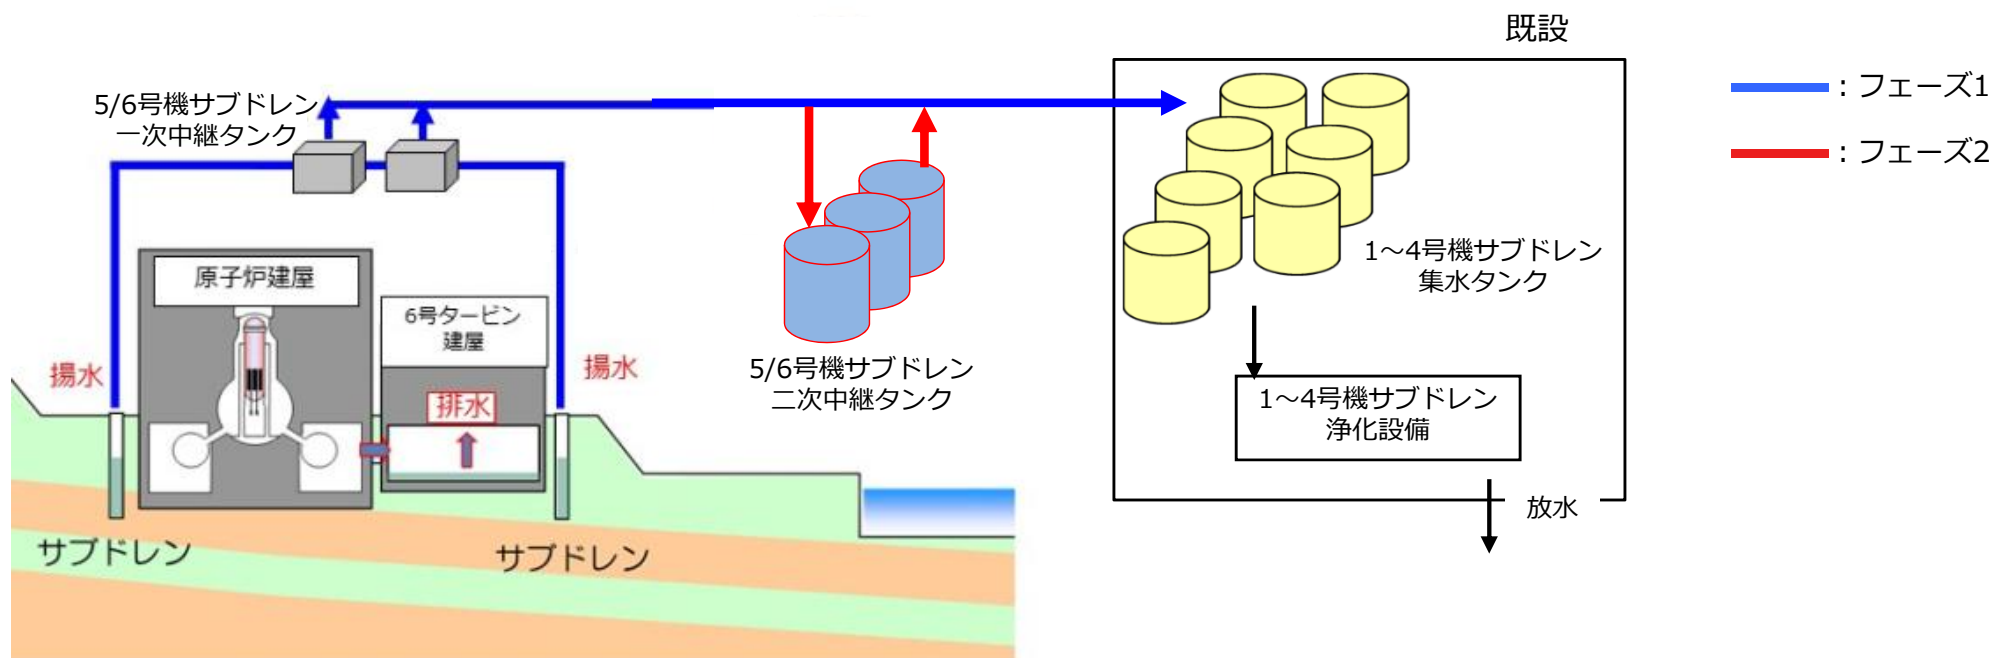 既設
5/6号機サブドレン
一次中継タンク
：フェーズ1
：フェーズ2
原子炉建屋
6号タービン
建屋
揚水
揚水
排水
サブドレン
サブドレン
5/6号機サブドレン
二次中継タンク
1～4号機サブドレン
集水タンク
1～4号機サブドレン
浄化設備
放水